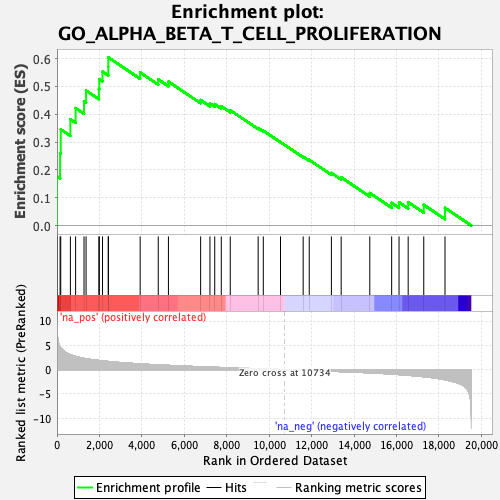 Enrichment plot:
GO_ALPHA_BETA_T_CELL_PROLIFERATION
Enrichment score (ES)
0.6
0.5
0.4
0.3
0.2
0.1
0.0
'na_pos' (positively correlated)
Ranked list metric (PreRanked)
10
5
0
-5
-10
Zero cross at 10734
'na_neg' (negatively correlated)
0
2,000
4,000
6,000
8,000
10,000
12,000
14,000
16,000
18,000
20,000
Rank in Ordered Dataset
Enrichment profile
Hits
Ranking metric scores